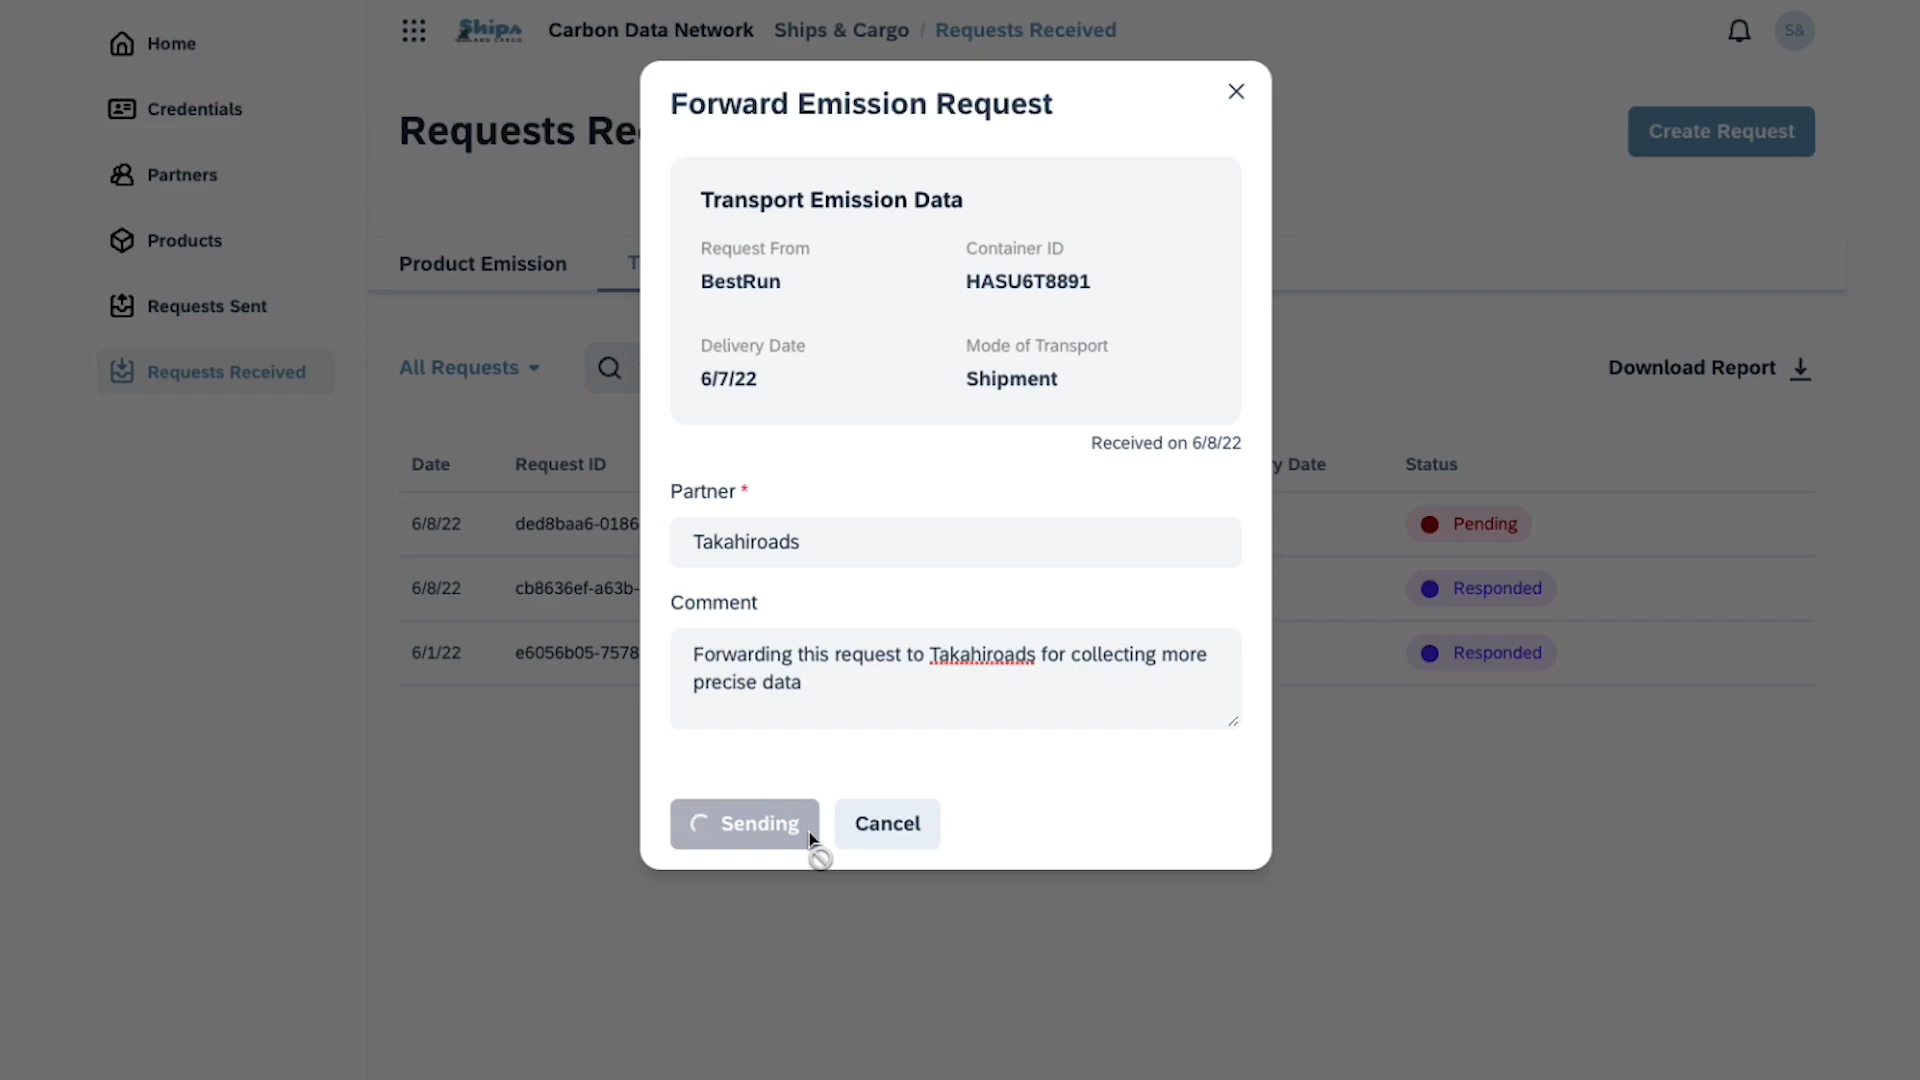 Home
Credentials
Partners
Products
Requests Sent
Requests Received
Ships
AND CARGO
Carbon Data Network
Ships & Cargo / Requests Received
S&
Requests Re
Create Request
Product Emission
T
All Requests
Download Report
Date
Request ID
y Date
Status
6/8/22
ded8baa6-0186
Pending
6/8/22
cb8636ef-a63b-
Responded
6/1/22
e6056b05-7578
Responded
Forward Emission Request
Transport Emission Data
Request From
Container ID
BestRun
HASU6T8891
Delivery Date
Mode of Transport
6/7/22
Shipment
Received on 6/8/22
Partner *
Takahiroads
Comment
Forwarding this request to Takahiroads for collecting more
precise data
Sending
Cancel